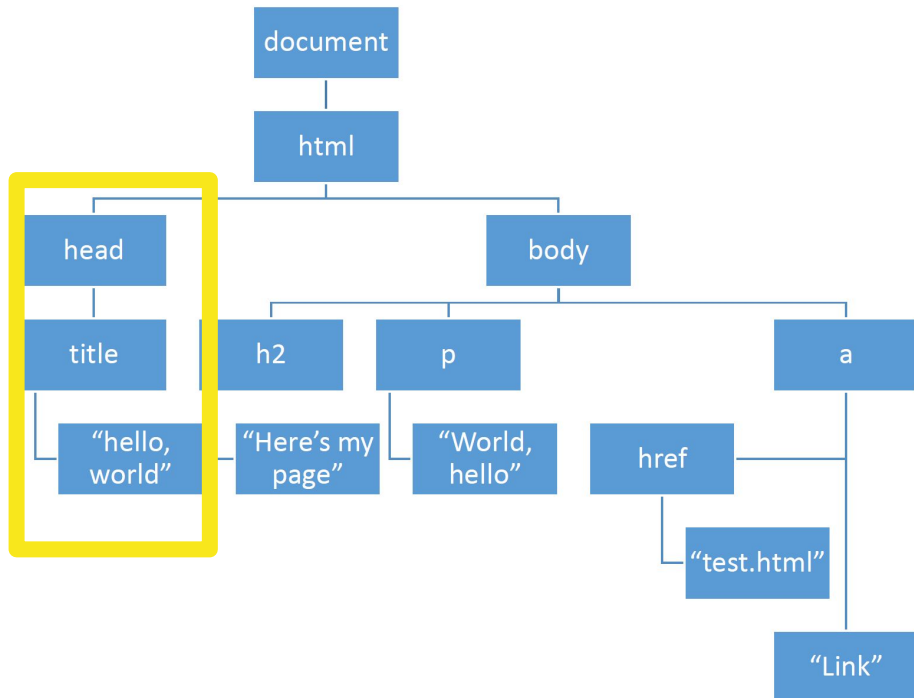 document
html
head
body
title
h2
p
a
“hello,
world”
“Here’s my
page”
“World,
hello”
href
“test.html”
“Link”